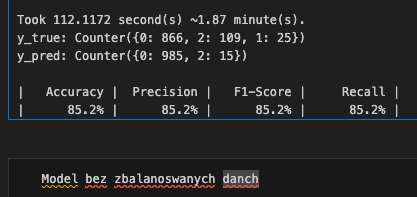 Took 112.1172 second(s) ~1.87 minute(s).
y_true: Counter({0: 866, 2: 109, 1: 25})
y_pred: Counter({0: 985, 2: 15})
| Accuracy | Precision | F1-Score | Recall |
| 85.2% | 85.2% | 85.2% | 85.2% |
Model bez zbalanoswanych danch